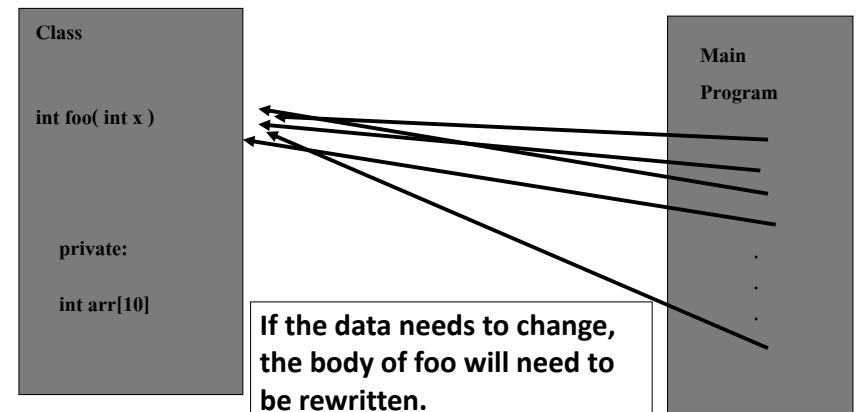 Class
int foo( int x )
private:
int arr[10]
If the data needs to change,
the body of foo will need to
be rewritten.
Main
Program
.
.
.